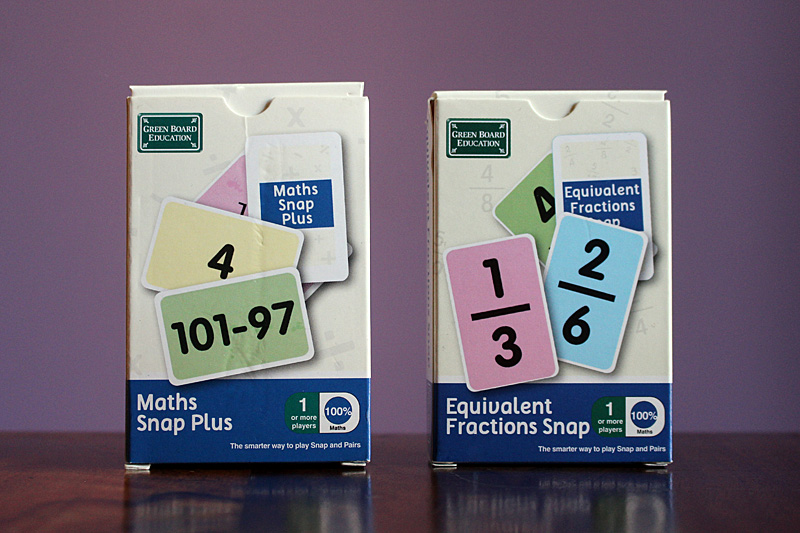 GREEN BOARD
EDUCATION
Maths
Snap
Plus
4
101-97
Maths
Snap Plus
1
or more
players
100%
Maths
The smarter way to play Snap and Pairs
GREEN BOARD
EDUCATION
Equivalent
Fractions
Snap
4
1
3
2
6
Equivalent
Fractions Snap
1
or more
players
100%
Maths
The smarter way to play Snap and Pairs